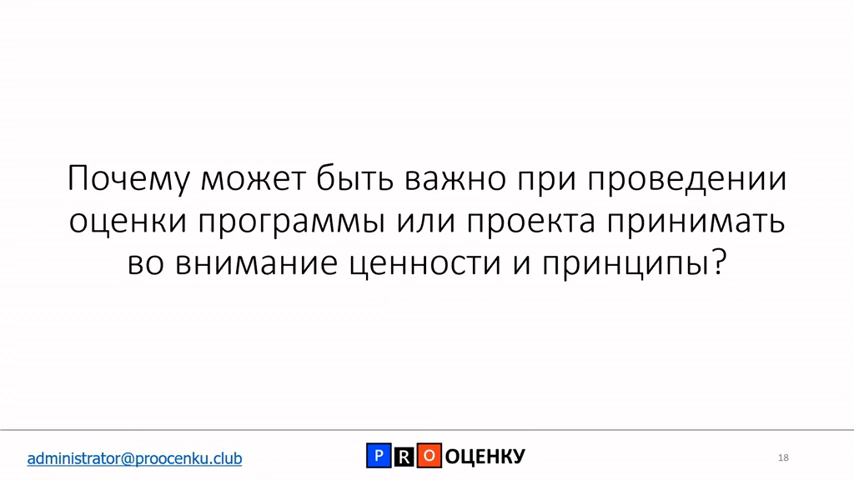 Почему может быть важно при проведении
оценки программы или проекта принимать
во внимание ценности и принципы?
administrator@proocenku.club
PRO ОЦЕНКУ
18